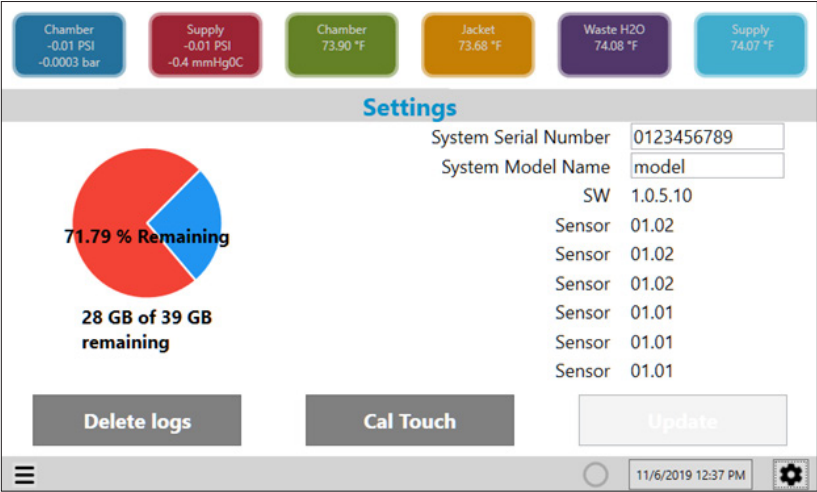 Chamber
-0.01 PSI
-0.0003 bar
Supply
-0.01 PSI
-0.4 mmHg0C
Chamber
73.90 °F
Jacket
73.68 °F
Waste H2O
74.08 °F
Supply
74.07 °F
Settings
System Serial Number 0123456789
System Model Name model
SW 1.0.5.10
Sensor 01.02
Sensor 01.02
Sensor 01.02
Sensor 01.01
Sensor 01.01
Sensor 01.01
71.79 % Remaining
28 GB of 39 GB
remaining
Delete logs
Cal Touch
Update
11/6/2019 12:37 PM